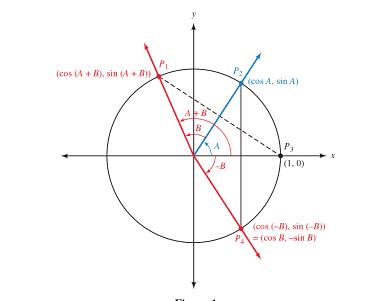 y
P1
(cos (A + B), sin (A + B))
P2
(cos A, sin A)
A + B
B
A
P3
x
(1, 0)
–B
(cos (–B), sin (–B))
P4
= (cos B, –sin B)